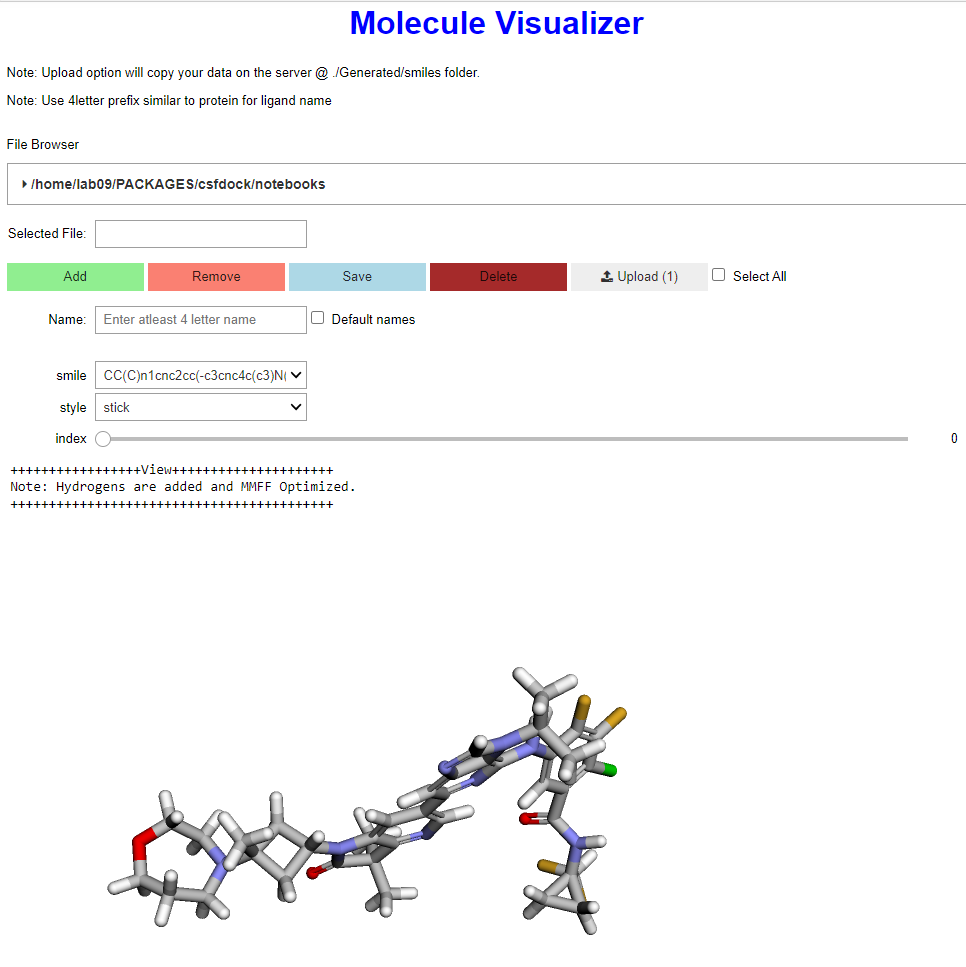 Molecule Visualizer
Note: Upload option will copy your data on the server @ ./Generated/smiles folder.
Note: Use 4letter prefix similar to protein for ligand name
File Browser
/home/lab09/PACKAGES/csfdock/notebooks
Selected File:
Add Remove Save Delete Upload (1) Select All
Name: Enter atleast 4 letter name Default names
smile CC(C)n1cnc2cc(-c3cnc4c(c3)N(
style stick
index 0
+++++++++++++++++View+++++++++++++++++++++
Note: Hydrogens are added and MMFF Optimized.
++++++++++++++++++++++++++++++++++++++++++